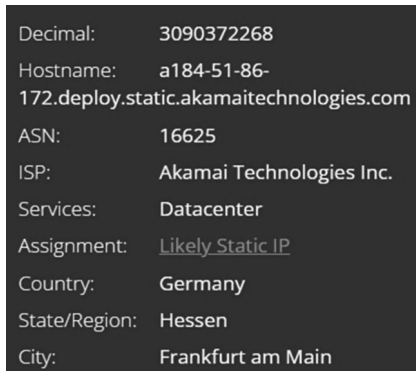 Decimal: 3090372268
Hostname: a184-51-86-
172.deploy.static.akamaitechnologies.com
ASN: 16625
ISP: Akamai Technologies Inc.
Services: Datacenter
Assignment: Likely Static IP
Country: Germany
State/Region: Hessen
City: Frankfurt am Main